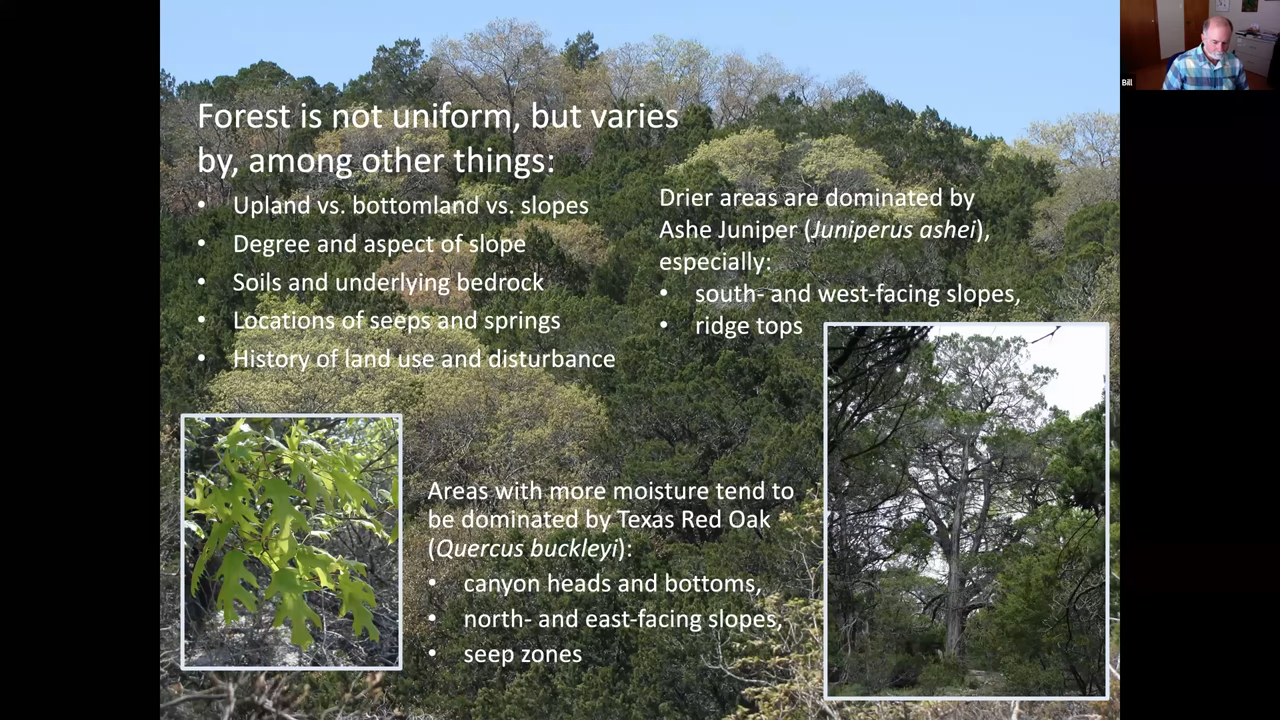 Forest is not uniform, but varies
by, among other things:
• Upland vs. bottomland vs. slopes
• Degree and aspect of slope
• Soils and underlying bedrock
• Locations of seeps and springs
• History of land use and disturbance
Drier areas are dominated by
Ashe Juniper (Juniperus ashei),
especially:
• south- and west-facing slopes,
• ridge tops
Areas with more moisture tend to
be dominated by Texas Red Oak
(Quercus buckleyi):
• canyon heads and bottoms,
• north- and east-facing slopes,
• seep zones
Bill